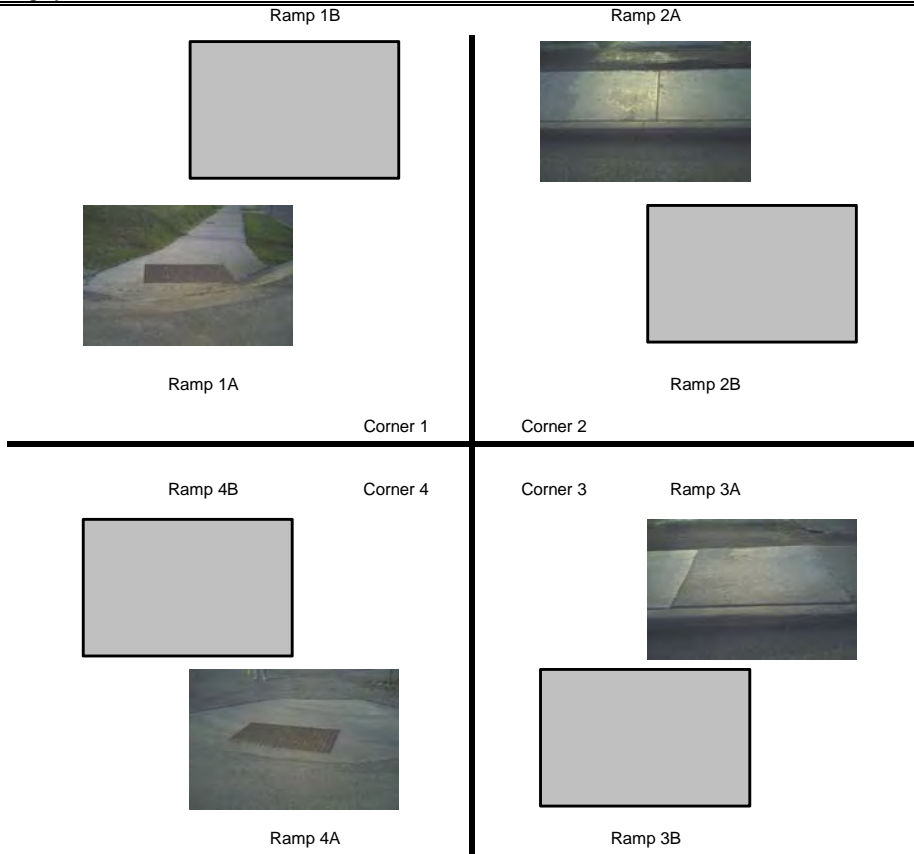 Ramp 1B Ramp 2A
Ramp 1A Ramp 2B
Corner 1 Corner 2
Ramp 4B Corner 4 Corner 3 Ramp 3A
Ramp 4A Ramp 3B